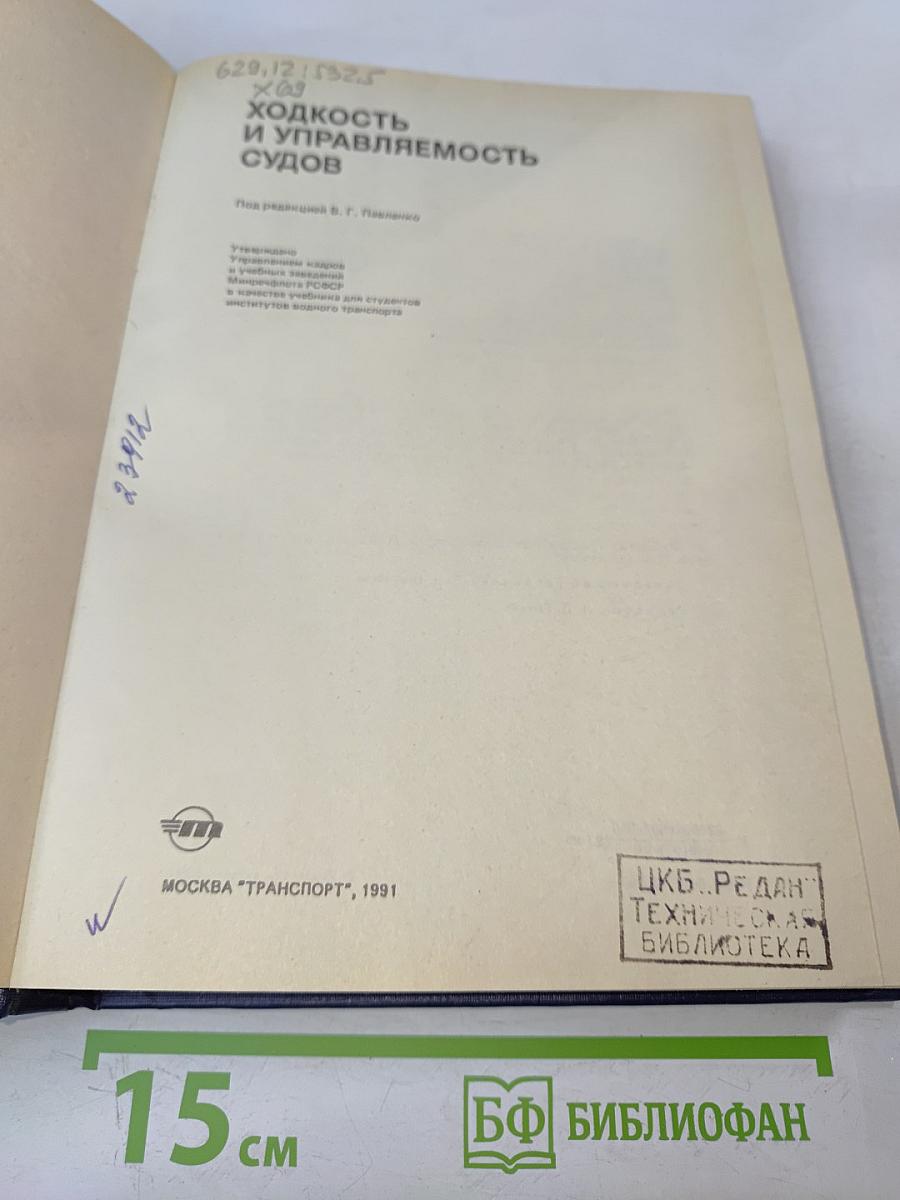 629.12:532.5
Х69
ХОДКОСТЬ
И УПРАВЛЯЕМОСТЬ
СУДОВ
Под редакцией В. Г. Павленко
Утверждено
Управлением кадров
и учебных заведений
Минречфлота РСФСР
в качестве учебника для студентов
институтов водного транспорта
23912
m
МОСКВА "ТРАНСПОРТ", 1991
ЦКБ „РЕДАН"
ТЕХНИЧЕСКАЯ
БИБЛИОТЕКА
15 см
БФ БИБЛИОФАН